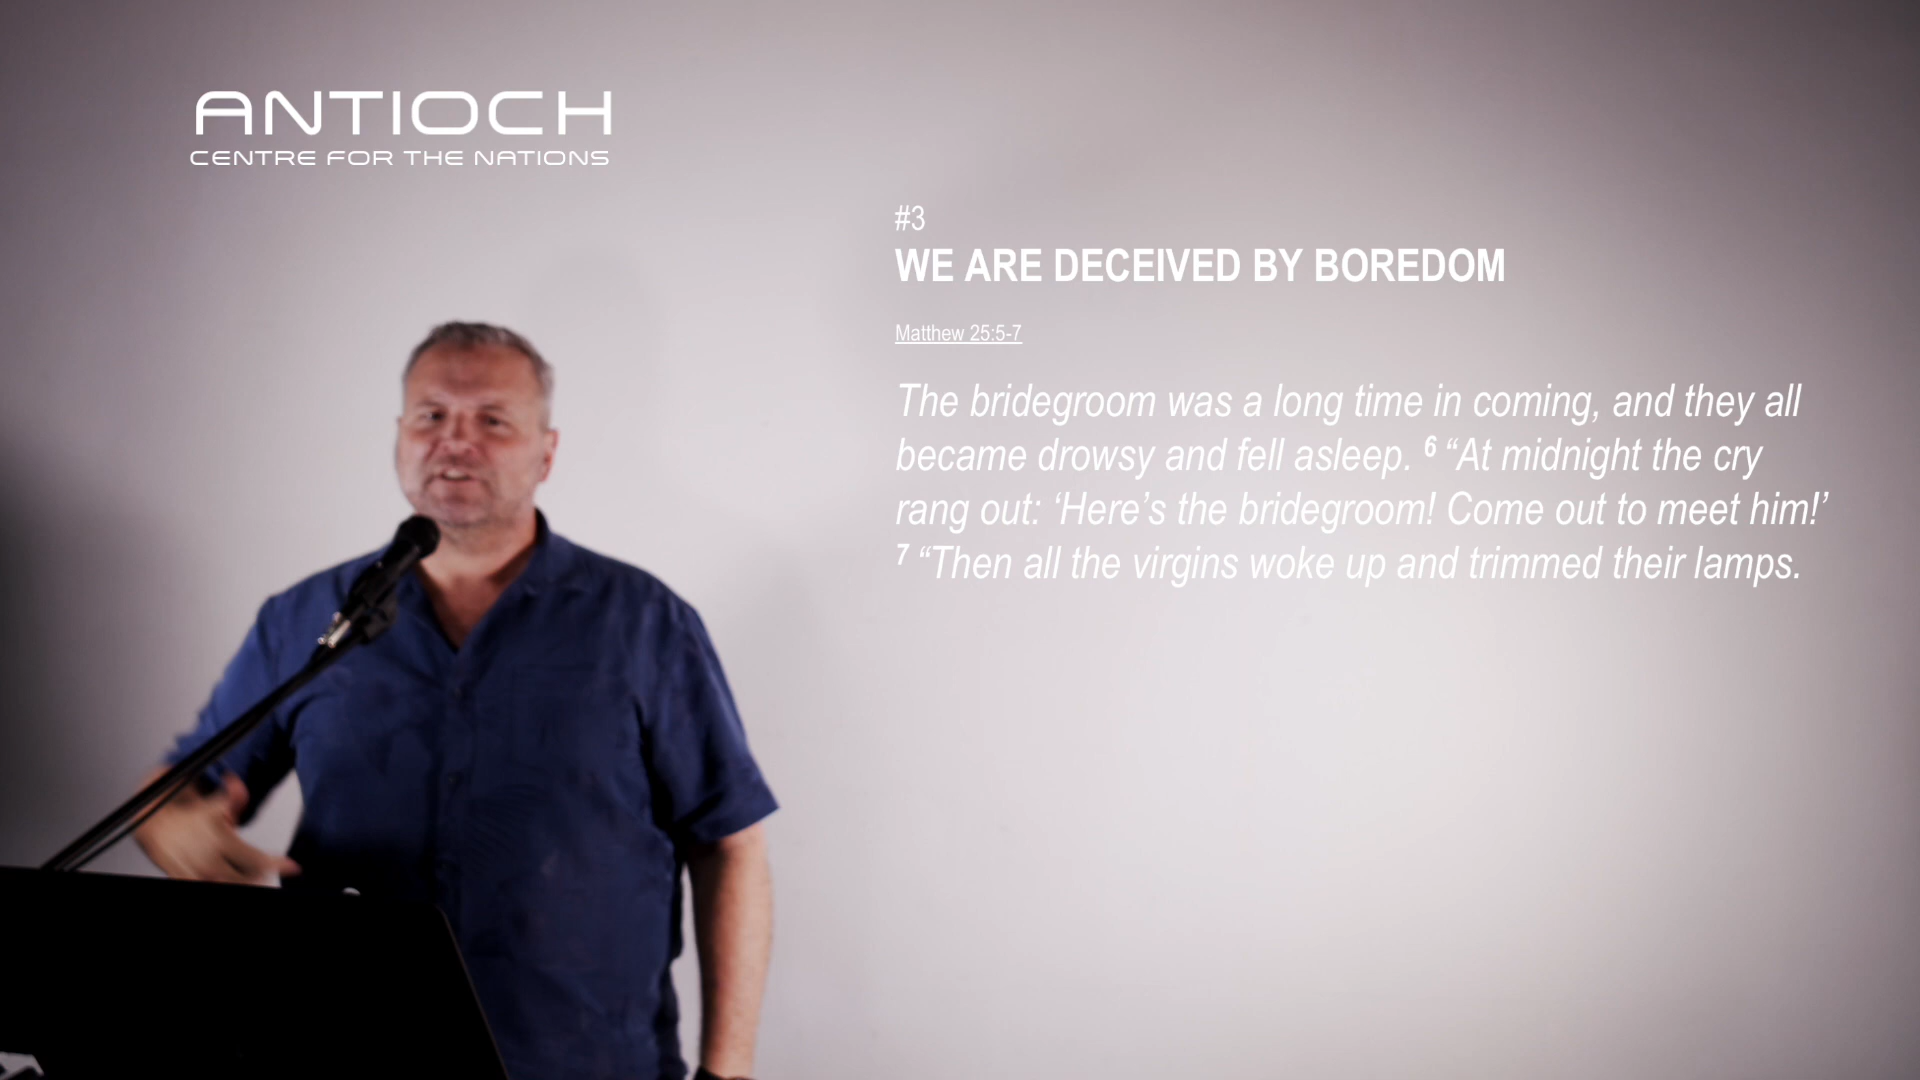 ANTIOCH
CENTRE FOR THE NATIONS
#3
WE ARE DECEIVED BY BOREDOM
Matthew 25:5-7
The bridegroom was a long time in coming, and they all
became drowsy and fell asleep. ⁶ “At midnight the cry
rang out: ‘Here’s the bridegroom! Come out to meet him!’
⁷ “Then all the virgins woke up and trimmed their lamps.